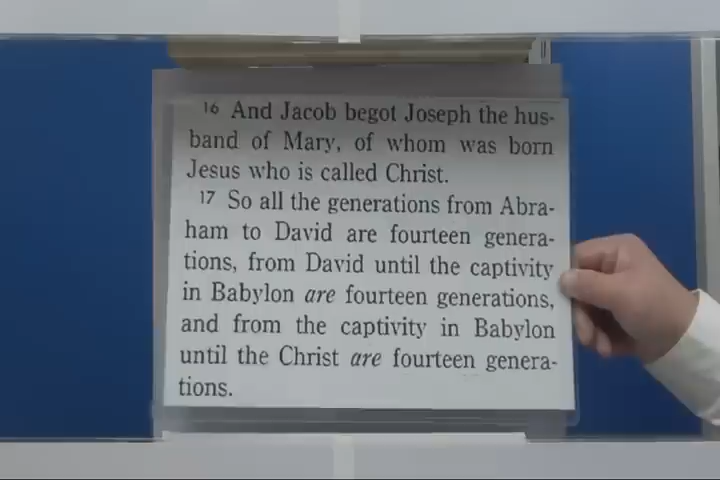 16 And Jacob begot Joseph the hus-
band of Mary, of whom was born
Jesus who is called Christ.
17 So all the generations from Abra-
ham to David are fourteen genera-
tions, from David until the captivity
in Babylon are fourteen generations,
and from the captivity in Babylon
until the Christ are fourteen genera-
tions.